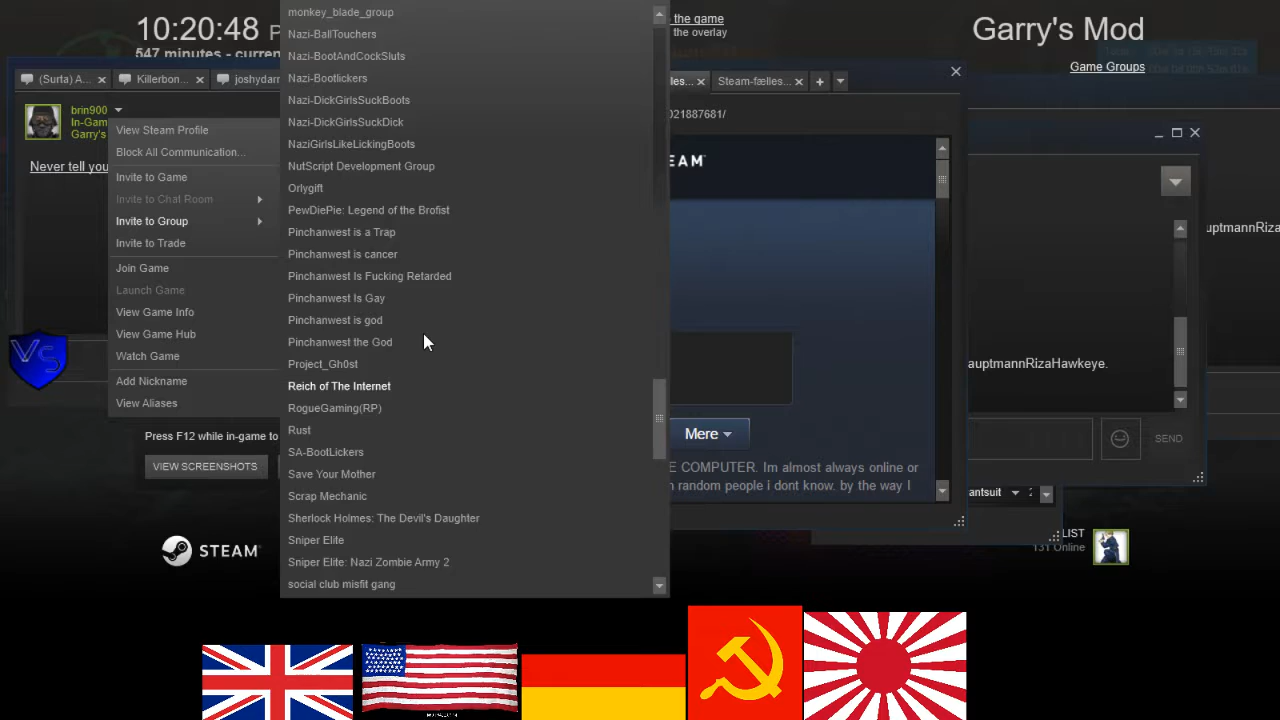 10:20:48 P
547 minutes - curren
the game
the overlay
Garry's Mod
Game Groups
(Surta) A...
Killerbon...
joshydarr
les...
Steam-fælles...
brin900
In-Gam
Garry's
Never tell you
View Steam Profile
Block All Communication...
Invite to Game
Invite to Chat Room
Invite to Group
Invite to Trade
Join Game
Launch Game
View Game Info
View Game Hub
Watch Game
Add Nickname
View Aliases
monkey_blade_group
Nazi-BallTouchers
Nazi-BootAndCockSluts
Nazi-Bootlickers
Nazi-DickGirlsSuckBoots
Nazi-DickGirlsSuckDick
NaziGirlsLikeLickingBoots
NutScript Development Group
Orlygift
PewDiePie: Legend of the Brofist
Pinchanwest is a Trap
Pinchanwest is cancer
Pinchanwest Is Fucking Retarded
Pinchanwest Is Gay
Pinchanwest is god
Pinchanwest the God
Project_Gh0st
Reich of The Internet
RogueGaming(RP)
Rust
SA-BootLickers
Save Your Mother
Scrap Mechanic
Sherlock Holmes: The Devil's Daughter
Sniper Elite
Sniper Elite: Nazi Zombie Army 2
social club misfit gang
021887681/
EAM
Mere
E COMPUTER. Im almost always online or
n random people i dont know. by the way I
uptmannRiza
auptmannRizaHawkeye.
SEND
antsuit
LIST
131 Online
VS
Press F12 while in-game to
VIEW SCREENSHOTS
STEAM